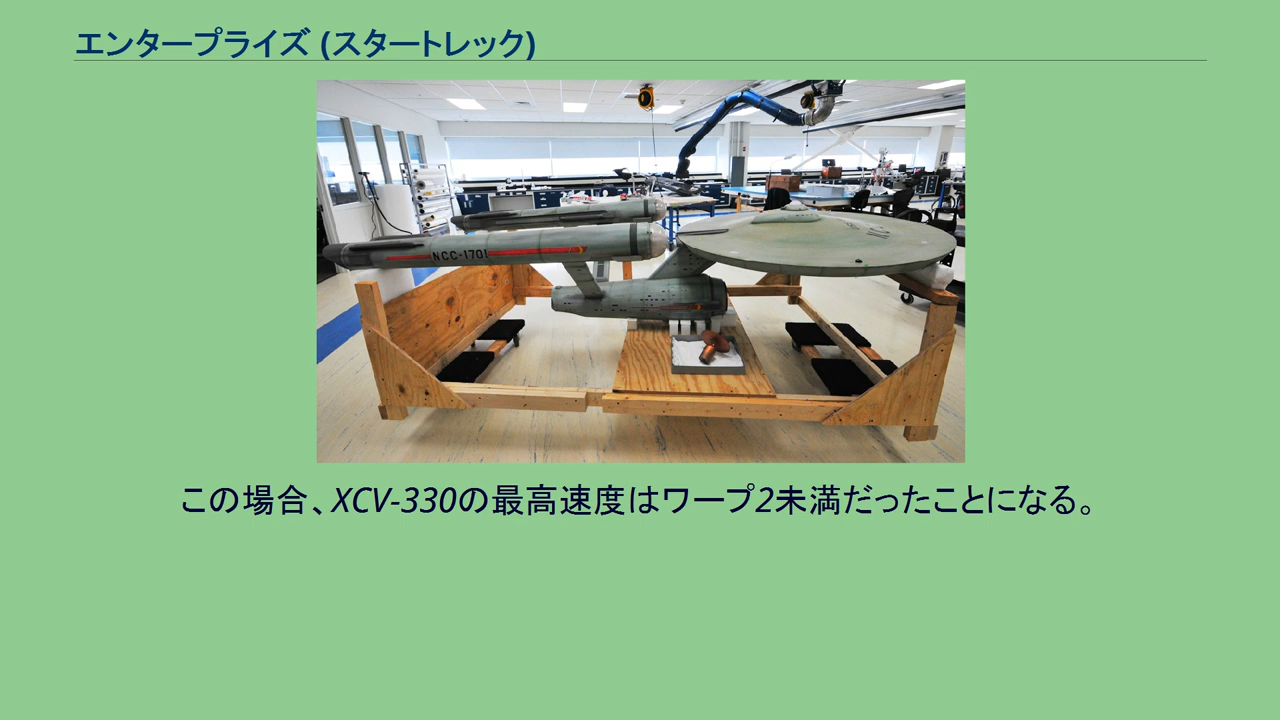 エンタープライズ (スタートレック)
NCC-1701
この場合、XCV-330の最高速度はワープ2未満だったことになる。